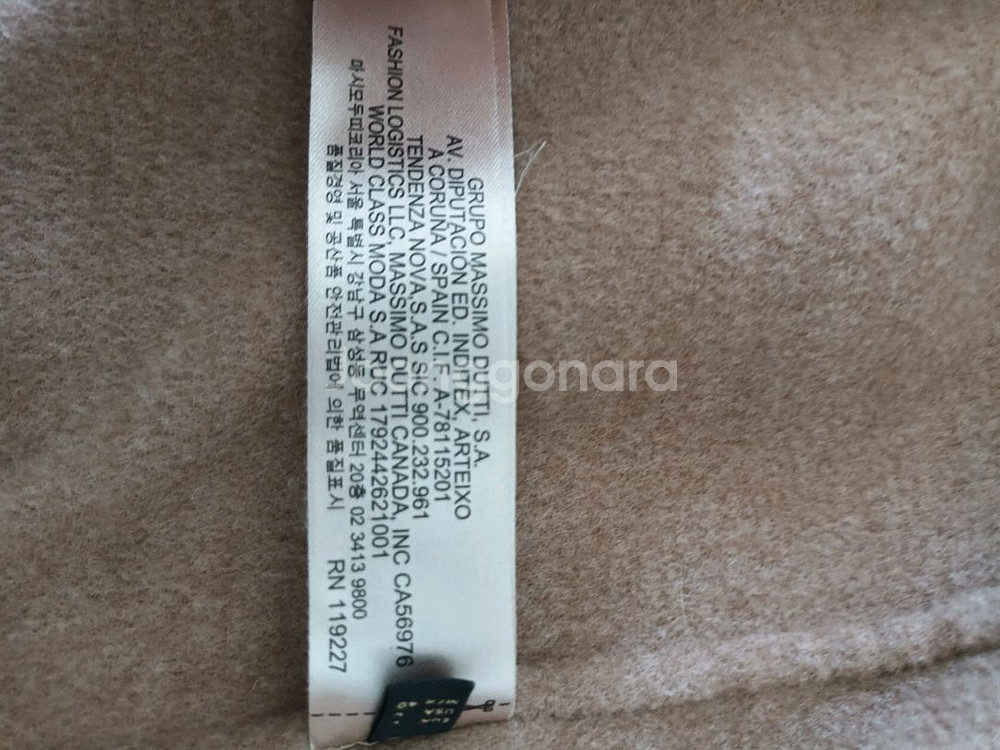 GRUPO MASSIMO DUTTI, S.A.
AV. DIPUTACIÓN ED. INDITEX, ARTEIXO
A CORUÑA / SPAIN C.I.F. A-78115201
TENDENZA NOVA,S.A.S SIC 900.232.961
FASHION LOGISTICS LLC, MASSIMO DUTTI CANADA, INC CA56976
WORLD CLASS MODA S.A RUC 1792442621001
마시모두띠코리아 서울 특별시 강남구 삼성동 무역센터 20층 02 3413 9800
품질경영 및 공산품 안전관리법에 의한 품질표시 RN 119227